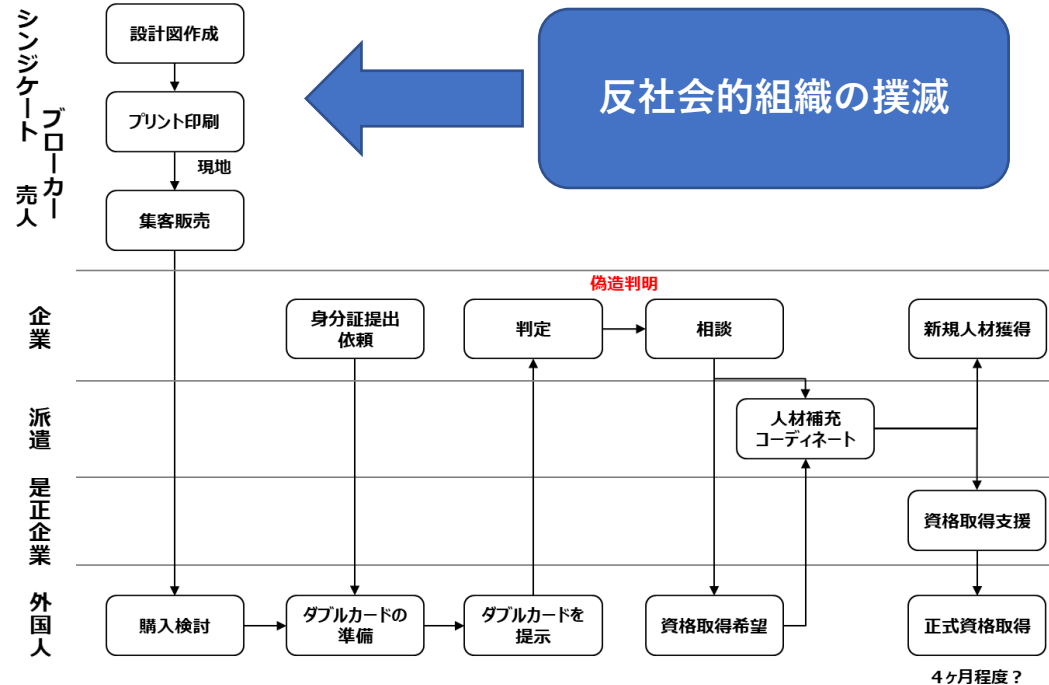 シンジケート
ブローカー
売人
設計図作成
プリント印刷
現地
集客販売
反社会的組織の撲滅
企業
偽造判明
身分証提出
依頼
判定
相談
新規人材獲得
派遣
人材補充
コーディネート
是正企業
資格取得支援
外国人
購入検討
ダブルカードの
準備
ダブルカードを
提示
資格取得希望
正式資格取得
4ヶ月程度？